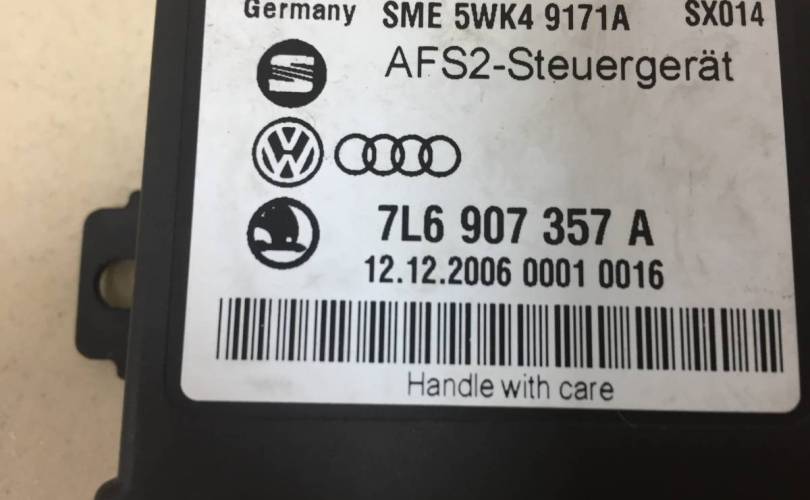 Germany SME 5WK4 9171A SX014
AFS2-Steuergerät
7L6 907 357 A
12.12.2006 0001 0016
Handle with care